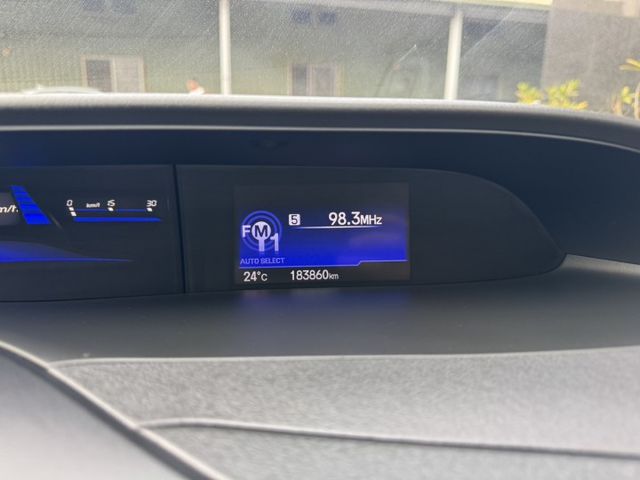 m/h
0 km/l 15 30
5 98.3MHz
FM1
AUTO SELECT
24°C 183860km